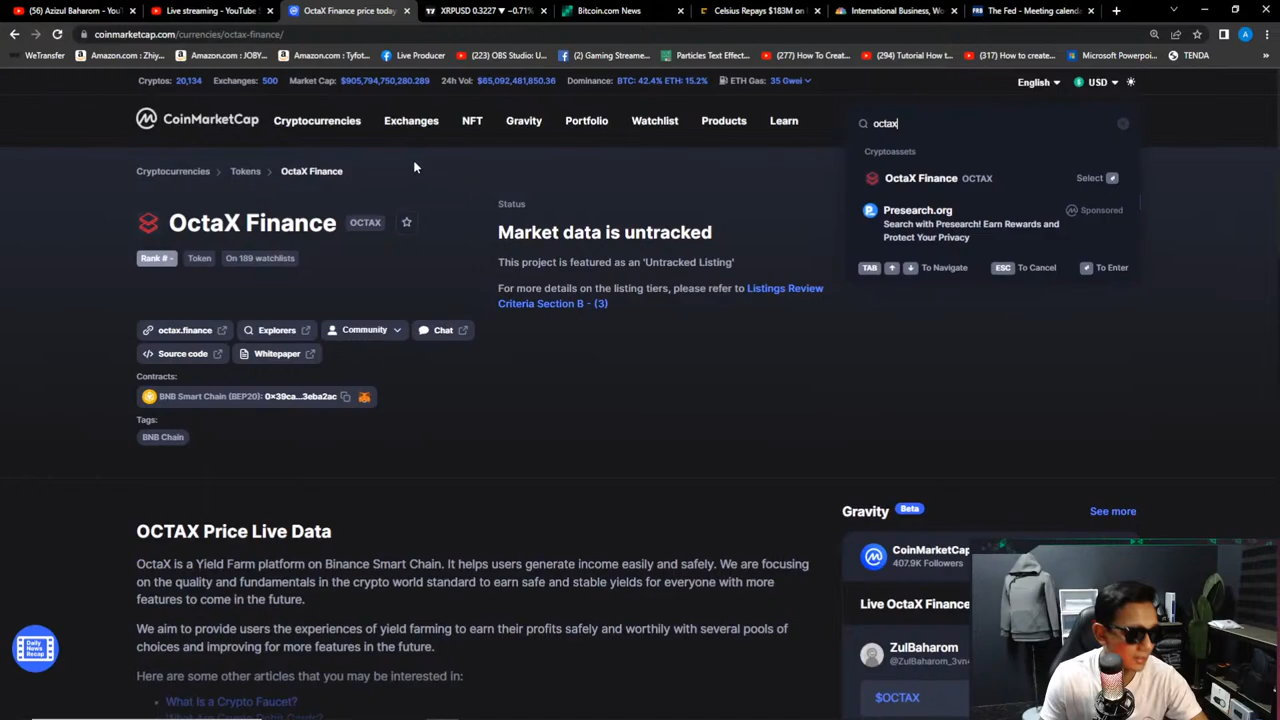 (56) Azizul Baharom - You
Live streaming - YouTube S
OctaX Finance price today
XRPUSD 0.3227 ▼ −0.71%
Bitcoin.com News
Celsius Repays $183M on
International Business, Wo
The Fed - Meeting calenda
coinmarketcap.com/currencies/octax-finance/
WeTransfer
Amazon.com : Zhiy...
Amazon.com: JOBY...
Amazon.com : Tyfot...
Live Producer
(223) OBS Studio: U...
(2) Gaming Streame...
Particles Text Effect...
(277) How To Creat...
(294) Tutorial How t...
(317) How to create...
Microsoft Powerpoi...
TENDA
Cryptos: 20,134 Exchanges: 500 Market Cap: $905,794,750,280.289 24h Vol: $65,092,481,850.36 Dominance: BTC: 42.4% ETH: 15.2% ETH Gas: 35 Gwei
English USD
CoinMarketCap
Cryptocurrencies Exchanges NFT Gravity Portfolio Watchlist Products Learn
octax
Cryptoassets
OctaX Finance OCTAX Select
Presearch.org Sponsored
Search with Presearch! Earn Rewards and
Protect Your Privacy
TAB To Navigate ESC To Cancel To Enter
Cryptocurrencies > Tokens > OctaX Finance
OctaX Finance OCTAX
Rank # - Token On 189 watchlists
Status
Market data is untracked
This project is featured as an 'Untracked Listing'
For more details on the listing tiers, please refer to Listings Review
Criteria Section B - (3)
octax.finance Explorers Community Chat
Source code Whitepaper
Contracts:
BNB Smart Chain (BEP20): 0x39ca...3eba2ac
Tags:
BNB Chain
OCTAX Price Live Data
OctaX is a Yield Farm platform on Binance Smart Chain. It helps users generate income easily and safely. We are focusing
on the quality and fundamentals in the crypto world standard to earn safe and stable yields for everyone with more
features to come in the future.
We aim to provide users the experiences of yield farming to earn their profits safely and worthily with several pools of
choices and improving for more features in the future.
Here are some other articles that you may be interested in:
What Is a Crypto Faucet?
Gravity Beta See more
CoinMarketCap
407.9K Followers
Live OctaX Finance
ZulBaharom
@ZulBaharom_3vn4
$OCTAX
Daily
News
Recap